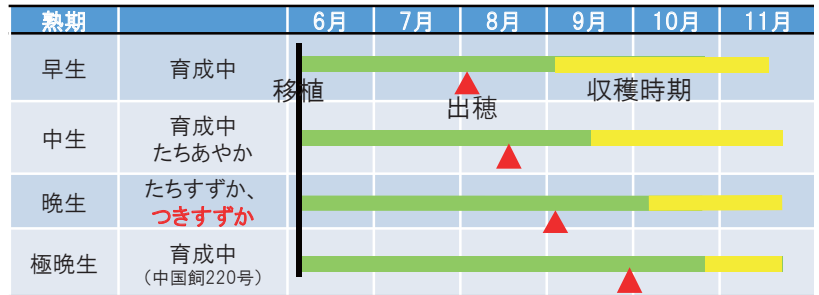 熟期 6月 7月 8月 9月 10月 11月
早生 育成中
移植 出穂 収穫時期
中生 育成中
たちあやか
晩生 たちすずか、
つきすずか
極晩生 育成中
（中国飼220号）